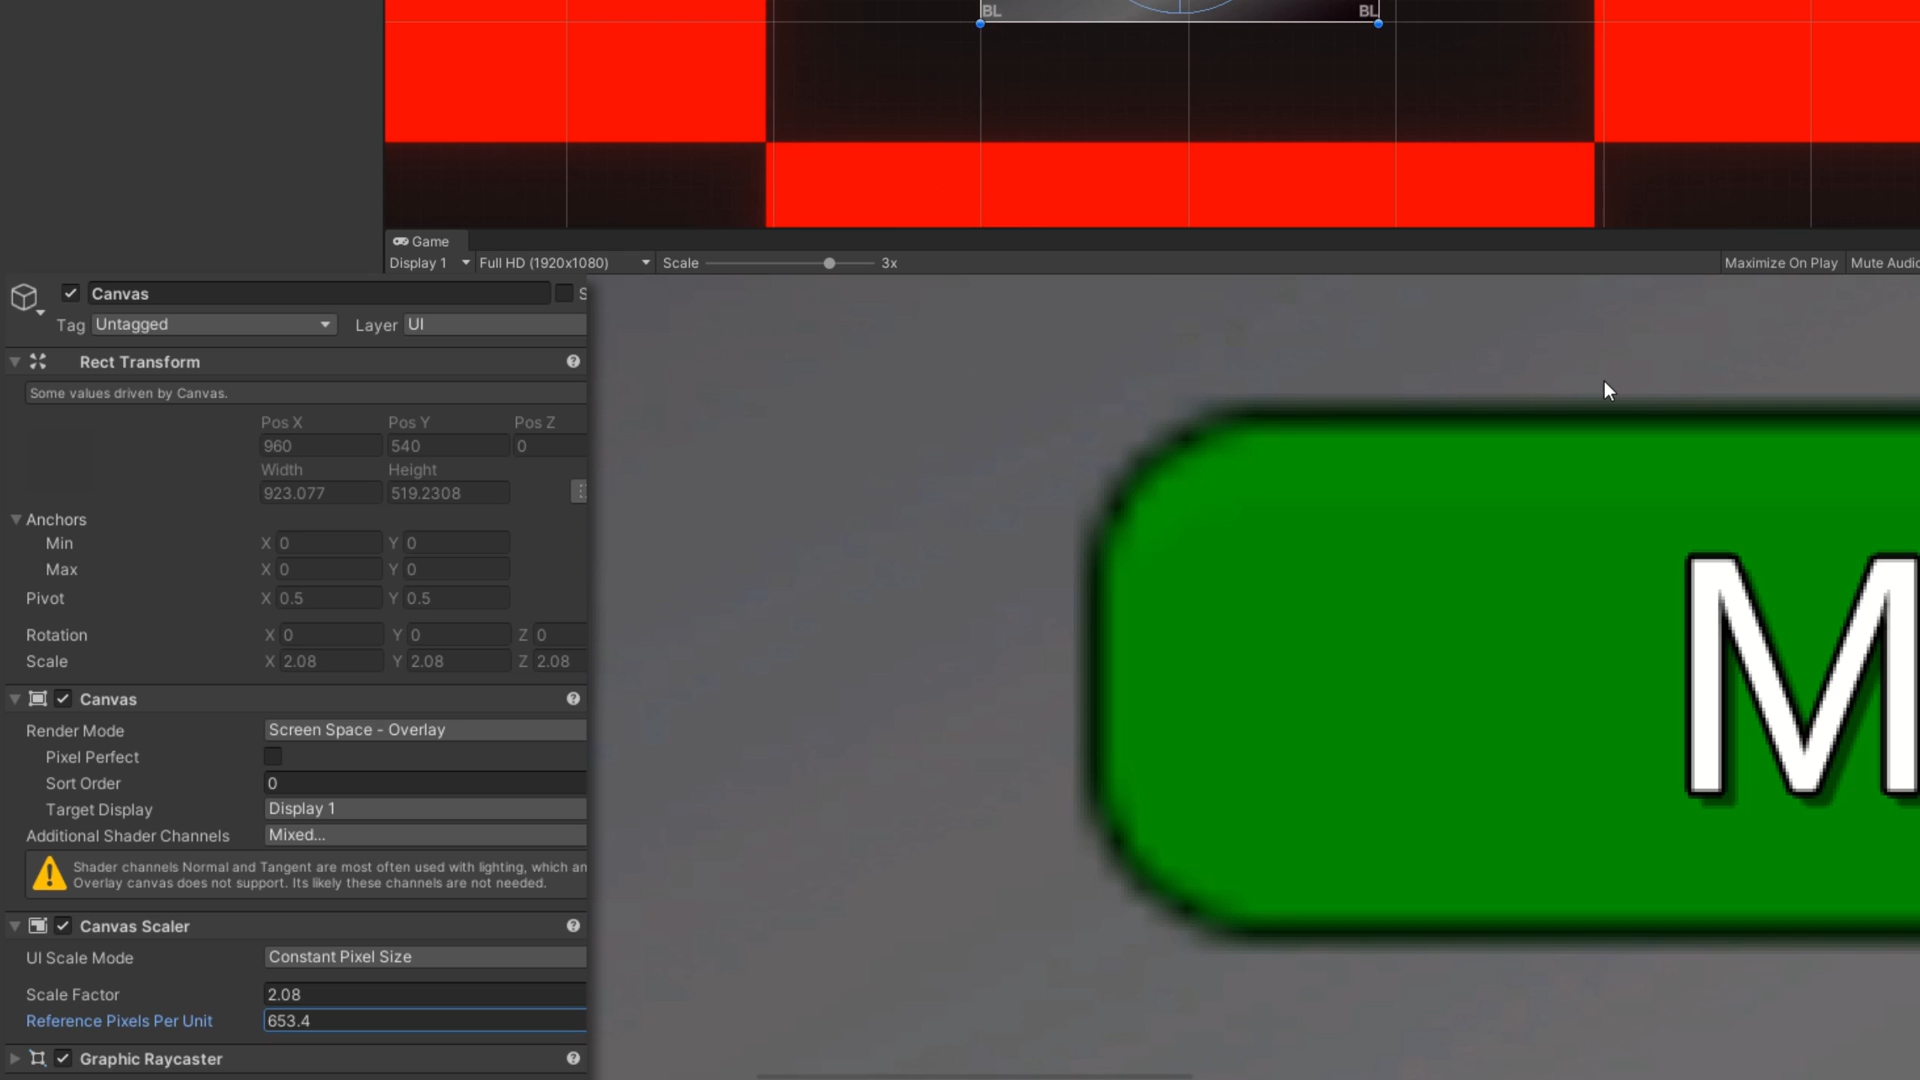 BL BL
Game
Display 1 Full HD (1920x1080) Scale 3x Maximize On Play Mute Audio
Canvas S
Tag Untagged Layer UI
Rect Transform
Some values driven by Canvas.
Pos X Pos Y Pos Z
960 540 0
Width Height
923.077 519.2308
Anchors
Min X 0 Y 0
Max X 0 Y 0
Pivot X 0.5 Y 0.5
Rotation X 0 Y 0 Z 0
Scale X 2.08 Y 2.08 Z 2.08
Canvas
Render Mode Screen Space - Overlay
Pixel Perfect
Sort Order 0
Target Display Display 1
Additional Shader Channels Mixed...
Shader channels Normal and Tangent are most often used with lighting, which an
Overlay canvas does not support. Its likely these channels are not needed.
Canvas Scaler
UI Scale Mode Constant Pixel Size
Scale Factor 2.08
Reference Pixels Per Unit 653.4
Graphic Raycaster
M